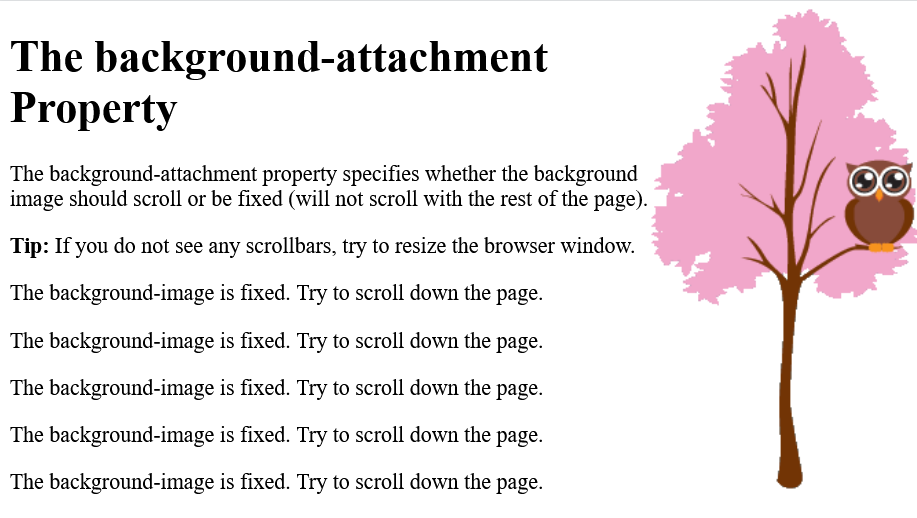 The background-attachment
Property
The background-attachment property specifies whether the background
image should scroll or be fixed (will not scroll with the rest of the page).
Tip: If you do not see any scrollbars, try to resize the browser window.
The background-image is fixed. Try to scroll down the page.
The background-image is fixed. Try to scroll down the page.
The background-image is fixed. Try to scroll down the page.
The background-image is fixed. Try to scroll down the page.
The background-image is fixed. Try to scroll down the page.